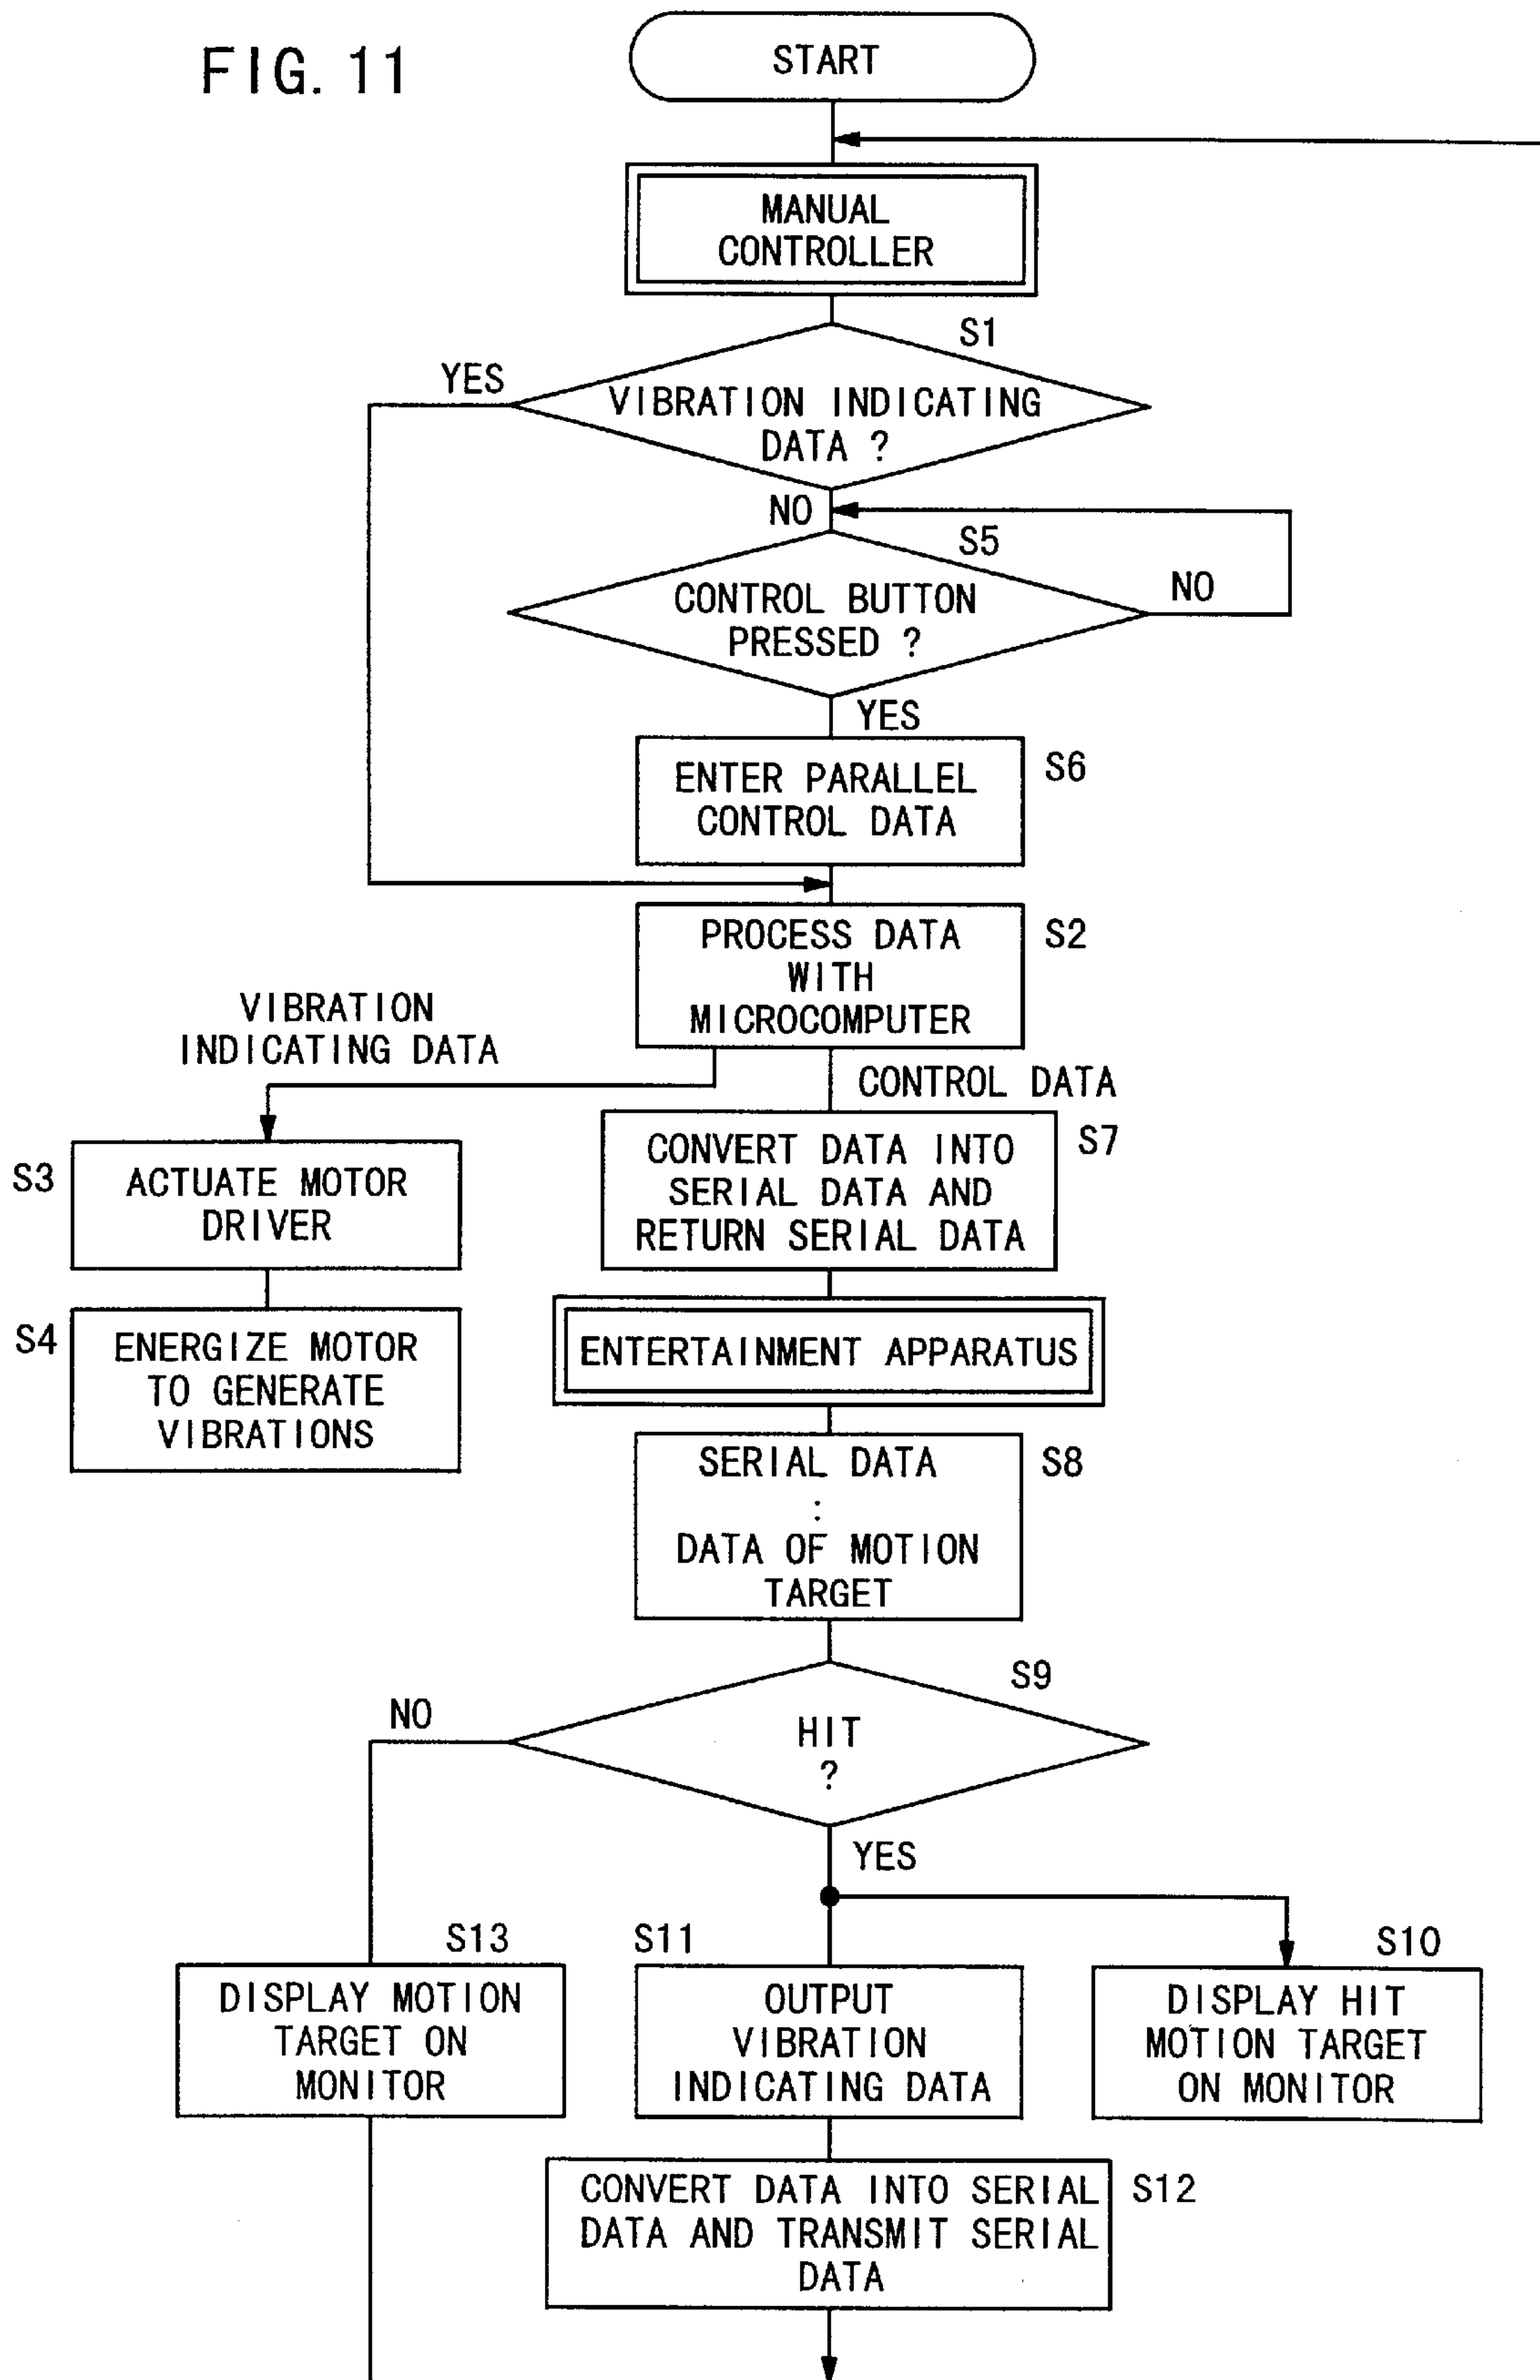 FIG. 11
START
MANUAL
CONTROLLER
S1
YES
VIBRATION INDICATING
DATA ?
NO
S5
CONTROL BUTTON
PRESSED ?
NO
YES
ENTER PARALLEL
CONTROL DATA
S6
PROCESS DATA
WITH
MICROCOMPUTER
S2
VIBRATION
INDICATING DATA
CONTROL DATA
S3
ACTUATE MOTOR
DRIVER
CONVERT DATA INTO
SERIAL DATA AND
RETURN SERIAL DATA
S7
S4
ENERGIZE MOTOR
TO GENERATE
VIBRATIONS
ENTERTAINMENT APPARATUS
SERIAL DATA
:
DATA OF MOTION
TARGET
S8
S9
NO
HIT
?
YES
S13
DISPLAY MOTION
TARGET ON
MONITOR
S11
OUTPUT
VIBRATION
INDICATING DATA
S10
DISPLAY HIT
MOTION TARGET
ON MONITOR
CONVERT DATA INTO SERIAL
DATA AND TRANSMIT SERIAL
DATA
S12